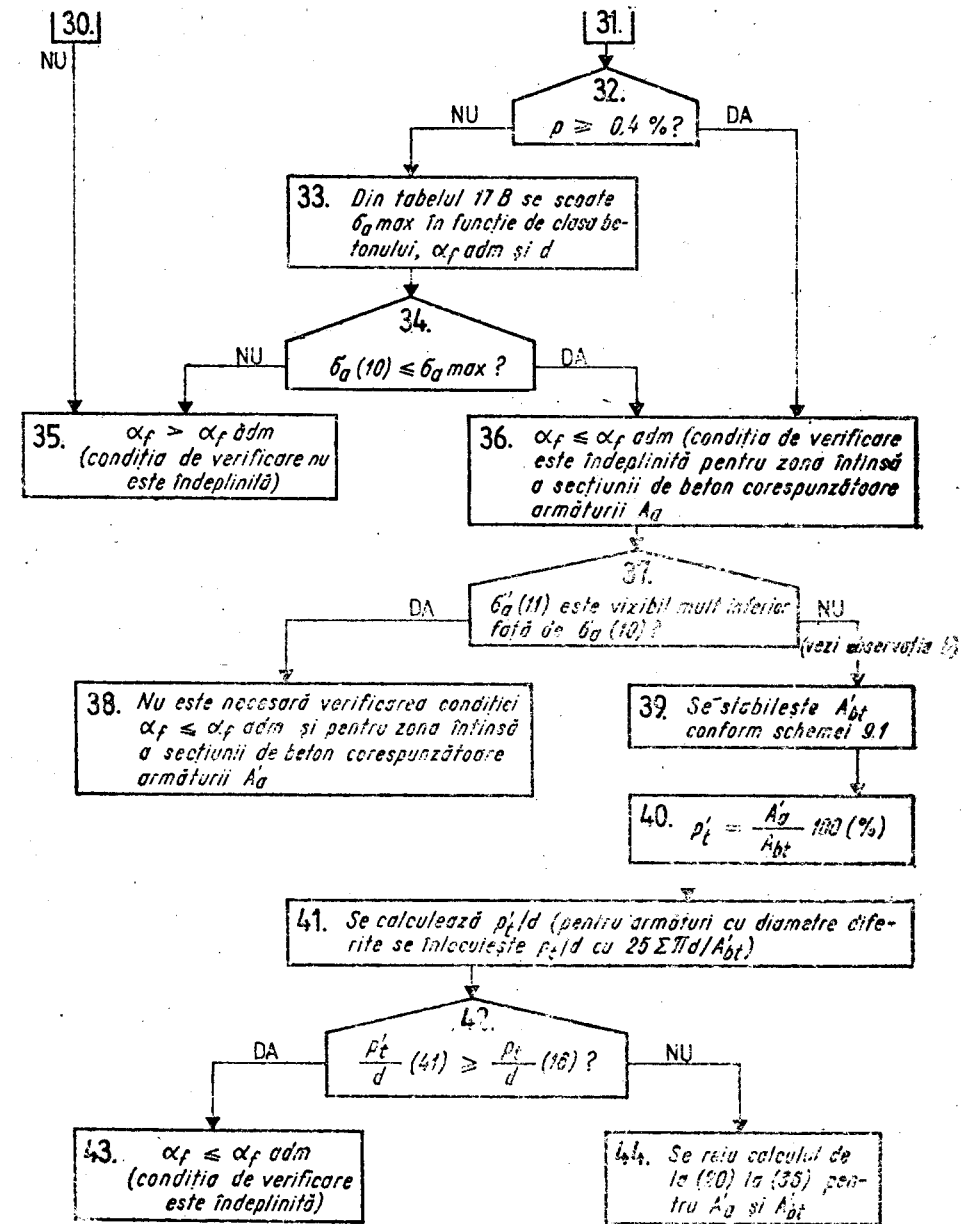 30.
31.
NU
32.
p ≥ 0.4 %?
NU
DA
33. Din tabelul 17 B se scoate
σa max în funcție de clasa be-
tonului, αf adm și d
34.
σa (10) ≤ σa max ?
NU
DA
35. αf > αf adm
(condiția de verificare nu
este îndeplinită)
36. αf ≤ αf adm (condiția de verificare
este îndeplinită pentru zona întinsă
a secțiunii de beton corespunzătoare
armăturii Aa
37.
σ'a (11) este vizibil mult inferior
față de σa (10) ?
DA
NU
(vezi observația
38. Nu este necesară verificarea condiției
αf ≤ αf adm și pentru zona întinsă
a secțiunii de beton corespunzătoare
armăturii A'a
39. Se stabilește A'bt
conform schemei 9.1
40. p't = A'a / Abt 100 (%)
41. Se calculează p't/d (pentru armături cu diametre dife-
rite se înlocuiește pt/d cu 25 Σπd/A'bt)
42.
p't/d (41) ≥ pt/d (16) ?
DA
NU
43. αf ≤ αf adm
(condiția de verificare
este îndeplinită)
44. Se reia calculul de
la (20) la (36) pen-
tru A'a și A'bt